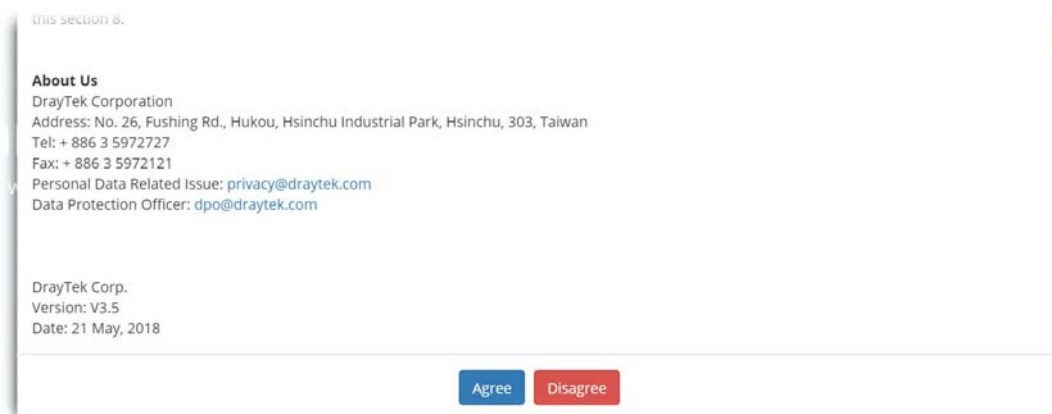 this section 8.
About Us
DrayTek Corporation
Address: No. 26, Fushing Rd., Hukou, Hsinchu Industrial Park, Hsinchu, 303, Taiwan
Tel: + 886 3 5972727
Fax: + 886 3 5972121
Personal Data Related Issue: privacy@draytek.com
Data Protection Officer: dpo@draytek.com
DrayTek Corp.
Version: V3.5
Date: 21 May, 2018
Agree Disagree